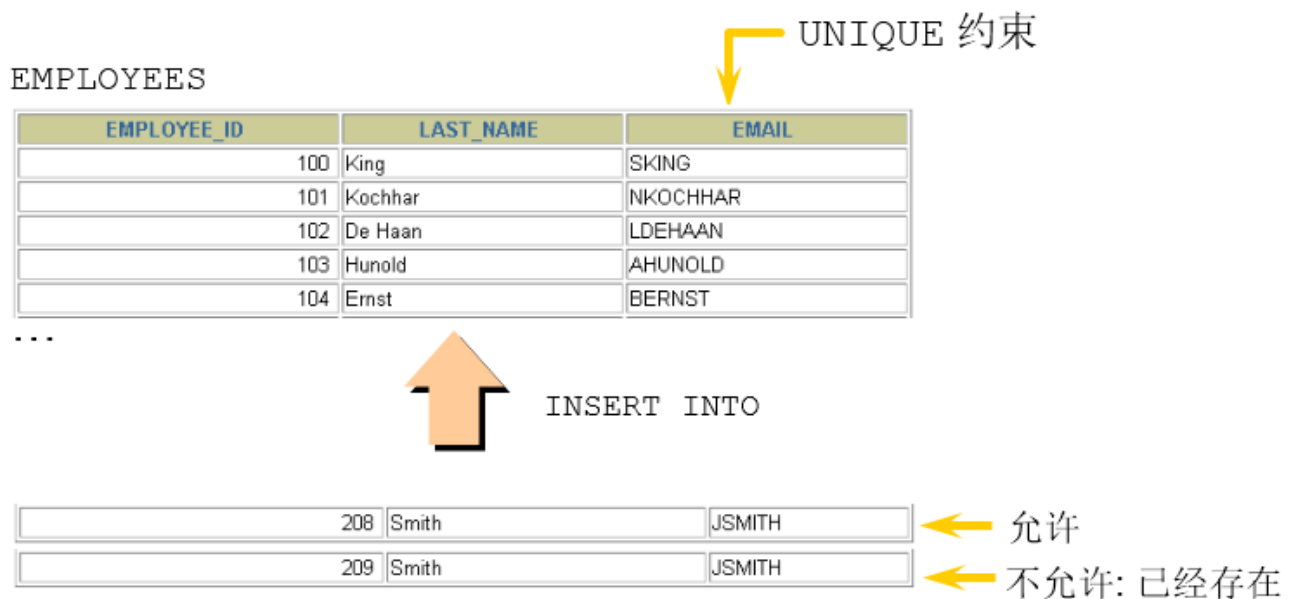 UNIQUE 约束
EMPLOYEES
EMPLOYEE_ID LAST_NAME EMAIL
100 King SKING
101 Kochhar NKOCHHAR
102 De Haan LDEHAAN
103 Hunold AHUNOLD
104 Ernst BERNST
...
INSERT INTO
208 Smith JSMITH 允许
209 Smith JSMITH 不允许: 已经存在